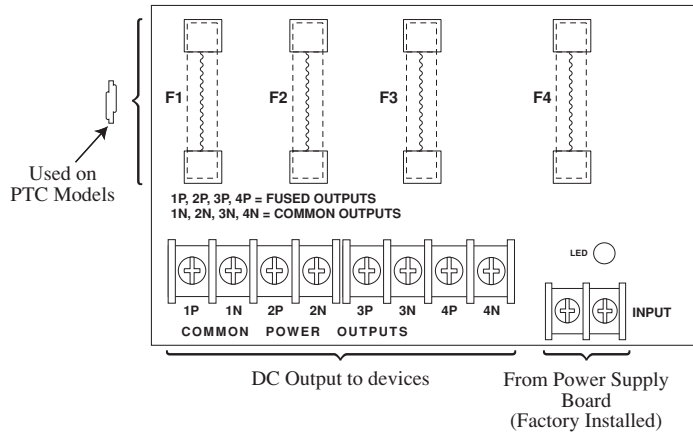 F1 F2 F3 F4
Used on
PTC Models
1P, 2P, 3P, 4P = FUSED OUTPUTS
1N, 2N, 3N, 4N = COMMON OUTPUTS
LED
1P 1N 2P 2N 3P 3N 4P 4N
INPUT
COMMON POWER OUTPUTS
DC Output to devices
From Power Supply
Board
(Factory Installed)